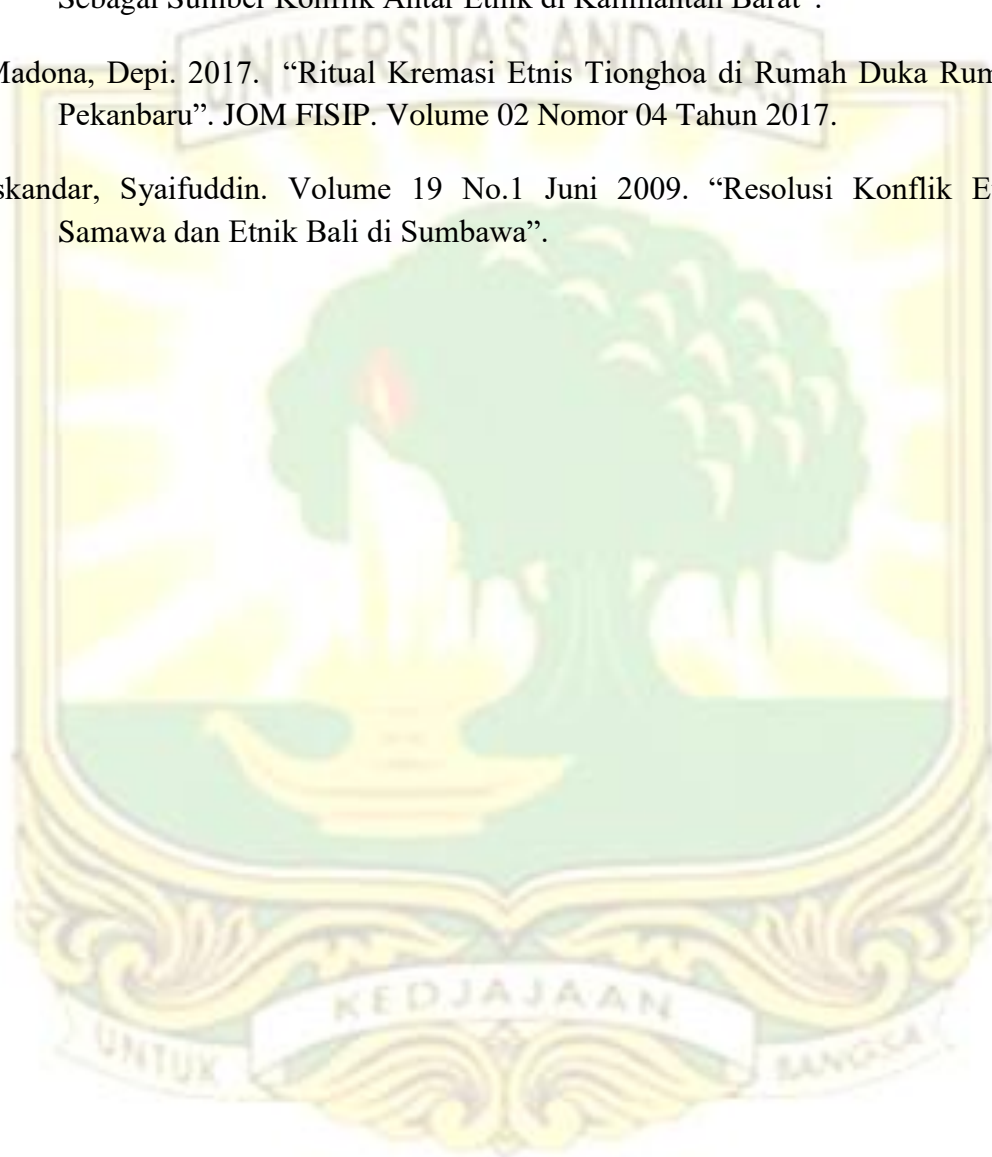 Sebagai Sumber Konflik Antar Etnik di Kalimantan Barat”.
UNIVERSITAS ANDALAS
Madona, Depi. 2017. “Ritual Kremasi Etnis Tionghoa di Rumah Duka Rum
Pekanbaru”. JOM FISIP. Volume 02 Nomor 04 Tahun 2017.
skandar, Syaifuddin. Volume 19 No.1 Juni 2009. “Resolusi Konflik E
Samawa dan Etnik Bali di Sumbawa”.
KEDJAJAAN
UNTUK
BANGSA